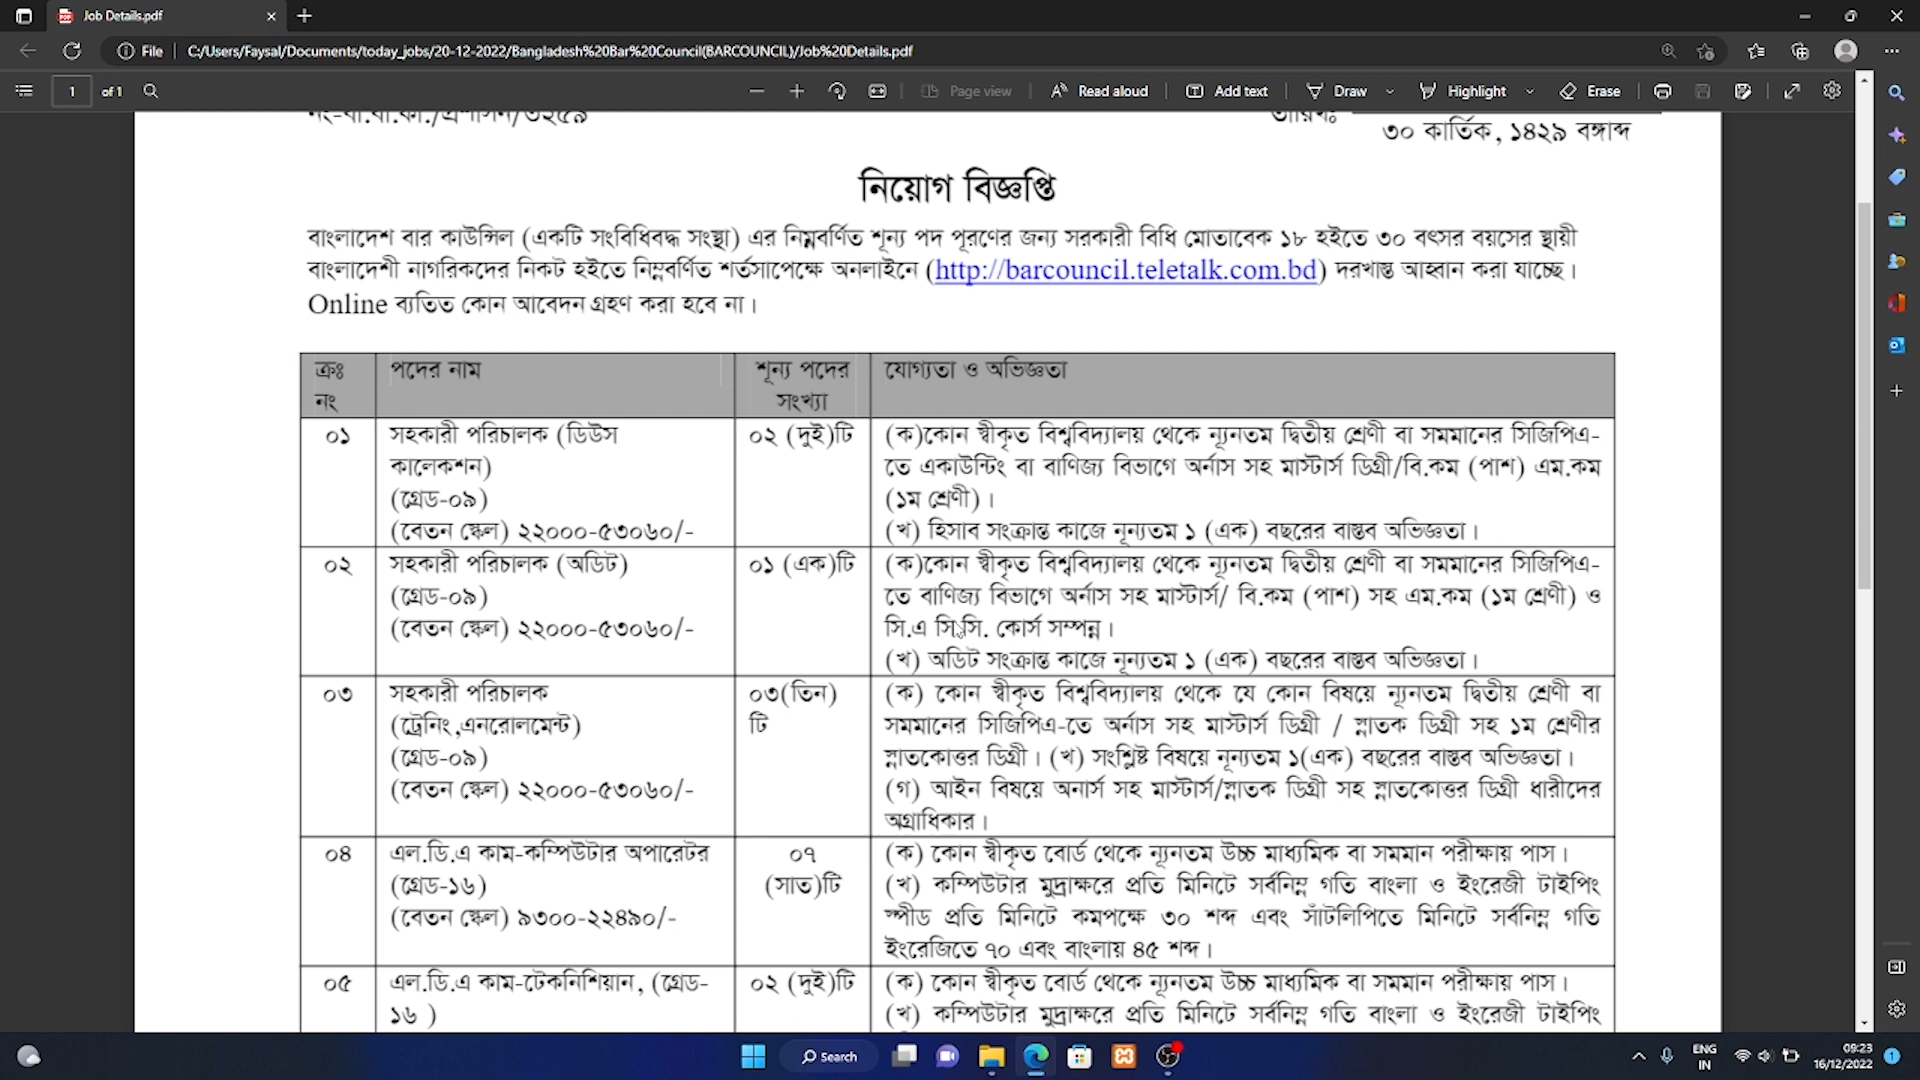 Job Details.pdf
File
C:/Users/Faysal/Documents/today_jobs/20-12-2022/Bangladesh%20Bar%20Council(BARCOUNCIL)/Job%20Details.pdf
1 of 1
Page view
Read aloud
Add text
Draw
Highlight
Erase
নং-বা.বা.কা./প্রশাসন/৩২৫৯
তারিখঃ
৩০ কার্তিক, ১৪২৯ বঙ্গাব্দ
নিয়োগ বিজ্ঞপ্তি
বাংলাদেশ বার কাউন্সিল (একটি সংবিধিবদ্ধ সংস্থা) এর নিম্নবর্ণিত শূন্য পদ পূরণের জন্য সরকারী বিধি মোতাবেক ১৮ হইতে ৩০ বৎসর বয়সের স্থায়ী
বাংলাদেশী নাগরিকদের নিকট হইতে নিম্নবর্ণিত শর্তসাপেক্ষে অনলাইনে (http://barcouncil.teletalk.com.bd) দরখাস্ত আহ্বান করা যাচ্ছে।
Online ব্যতিত কোন আবেদন গ্রহণ করা হবে না।
ক্রঃ
নং
পদের নাম
শূন্য পদের
সংখ্যা
যোগ্যতা ও অভিজ্ঞতা
০১
সহকারী পরিচালক (ডিউস
কালেকশন)
(গ্রেড-০৯)
(বেতন স্কেল) ২২০০০-৫৩০৬০/-
০২ (দুই)টি
(ক)কোন স্বীকৃত বিশ্ববিদ্যালয় থেকে ন্যূনতম দ্বিতীয় শ্রেণী বা সমমানের সিজিপিএ-
তে একাউন্টিং বা বাণিজ্য বিভাগে অর্নাস সহ মাস্টার্স ডিগ্রী/বি.কম (পাশ) এম.কম
(১ম শ্রেণী)।
(খ) হিসাব সংক্রান্ত কাজে নূন্যতম ১ (এক) বছরের বাস্তব অভিজ্ঞতা।
০২
সহকারী পরিচালক (অডিট)
(গ্রেড-০৯)
(বেতন স্কেল) ২২০০০-৫৩০৬০/-
০১ (এক)টি
(ক)কোন স্বীকৃত বিশ্ববিদ্যালয় থেকে ন্যূনতম দ্বিতীয় শ্রেণী বা সমমানের সিজিপিএ-
তে বাণিজ্য বিভাগে অর্নাস সহ মাস্টার্স/ বি.কম (পাশ) সহ এম.কম (১ম শ্রেণী) ও
সি.এ সি.সি. কোর্স সম্পন্ন।
(খ) অডিট সংক্রান্ত কাজে নূন্যতম ১ (এক) বছরের বাস্তব অভিজ্ঞতা।
০৩
সহকারী পরিচালক
(ট্রেনিং,এনরোলমেন্ট)
(গ্রেড-০৯)
(বেতন স্কেল) ২২০০০-৫৩০৬০/-
০৩(তিন)
টি
(ক) কোন স্বীকৃত বিশ্ববিদ্যালয় থেকে যে কোন বিষয়ে ন্যূনতম দ্বিতীয় শ্রেণী বা
সমমানের সিজিপিএ-তে অর্নাস সহ মাস্টার্স ডিগ্রী / স্নাতক ডিগ্রী সহ ১ম শ্রেণীর
স্নাতকোত্তর ডিগ্রী। (খ) সংশ্লিষ্ট বিষয়ে নূন্যতম ১(এক) বছরের বাস্তব অভিজ্ঞতা।
(গ) আইন বিষয়ে অনার্স সহ মাস্টার্স/স্নাতক ডিগ্রী সহ স্নাতকোত্তর ডিগ্রী ধারীদের
অগ্রাধিকার।
০৪
এল.ডি.এ কাম-কম্পিউটার অপারেটর
(গ্রেড-১৬)
(বেতন স্কেল) ৯৩০০-২২৪৯০/-
০৭
(সাত)টি
(ক) কোন স্বীকৃত বোর্ড থেকে ন্যূনতম উচ্চ মাধ্যমিক বা সমমান পরীক্ষায় পাস।
(খ) কম্পিউটার মুদ্রাক্ষরে প্রতি মিনিটে সর্বনিম্ন গতি বাংলা ও ইংরেজী টাইপিং
স্পীড প্রতি মিনিটে কমপক্ষে ৩০ শব্দ এবং সাঁটলিপিতে মিনিটে সর্বনিম্ন গতি
ইংরেজিতে ৭০ এবং বাংলায় ৪৫ শব্দ।
০৫
এল.ডি.এ কাম-টেকনিশিয়ান, (গ্রেড-
১৬ )
০২ (দুই)টি
(ক) কোন স্বীকৃত বোর্ড থেকে ন্যূনতম উচ্চ মাধ্যমিক বা সমমান পরীক্ষায় পাস।
(খ) কম্পিউটার মুদ্রাক্ষরে প্রতি মিনিটে সর্বনিম্ন গতি বাংলা ও ইংরেজী টাইপিং
Search
ENG
IN
09:23
16/12/2022
1